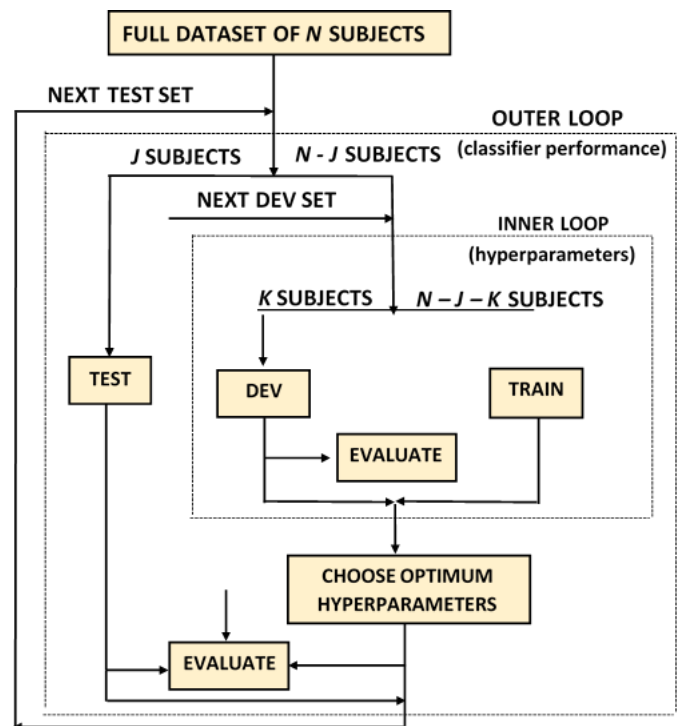 FULL DATASET OF N SUBJECTS
NEXT TEST SET
OUTER LOOP
(classifier performance)
J SUBJECTS
N - J SUBJECTS
NEXT DEV SET
INNER LOOP
(hyperparameters)
K SUBJECTS
N – J – K SUBJECTS
TEST
DEV
TRAIN
EVALUATE
CHOOSE OPTIMUM
HYPERPARAMETERS
EVALUATE